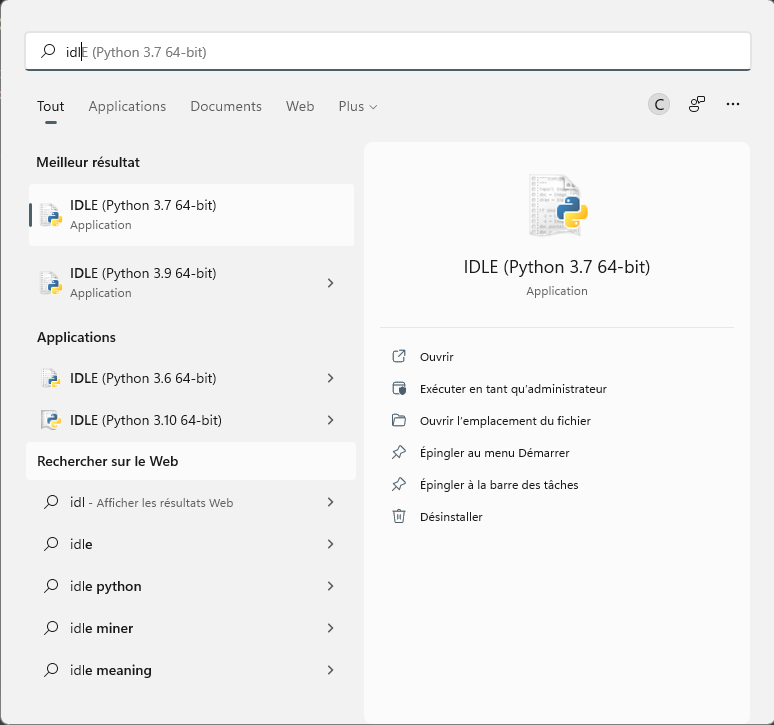 idlE (Python 3.7 64-bit)
Tout Applications Documents Web Plus C
Meilleur résultat
IDLE (Python 3.7 64-bit)
Application
IDLE (Python 3.9 64-bit)
Application
Applications
IDLE (Python 3.6 64-bit)
IDLE (Python 3.10 64-bit)
Rechercher sur le Web
idl - Afficher les résultats Web
idle
idle python
idle miner
idle meaning
IDLE (Python 3.7 64-bit)
Application
Ouvrir
Exécuter en tant qu'administrateur
Ouvrir l'emplacement du fichier
Épingler au menu Démarrer
Épingler à la barre des tâches
Désinstaller